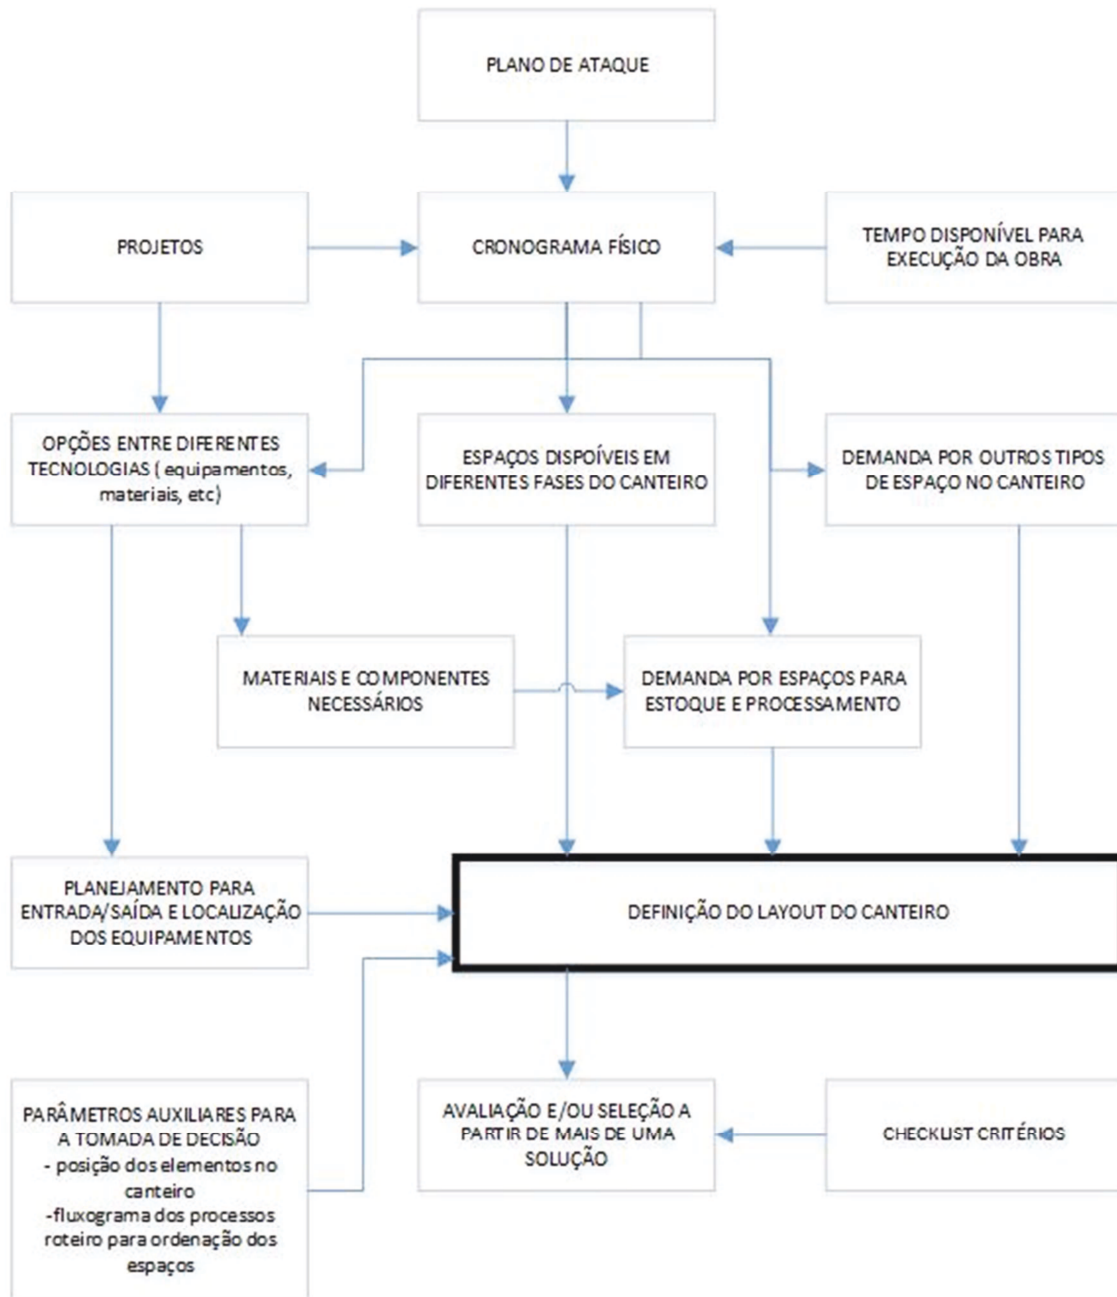 PLANO DE ATAQUE
PROJETOS
CRONOGRAMA FÍSICO
TEMPO DISPONÍVEL PARA
EXECUÇÃO DA OBRA
OPÇÕES ENTRE DIFERENTES
TECNOLOGIAS ( equipamentos,
materiais, etc)
ESPAÇOS DISPOÍVEIS EM
DIFERENTES FASES DO CANTEIRO
DEMANDA POR OUTROS TIPOS
DE ESPAÇO NO CANTEIRO
MATERIAIS E COMPONENTES
NECESSÁRIOS
DEMANDA POR ESPAÇOS PARA
ESTOQUE E PROCESSAMENTO
PLANEJAMENTO PARA
ENTRADA/SAÍDA E LOCALIZAÇÃO
DOS EQUIPAMENTOS
DEFINIÇÃO DO LAYOUT DO CANTEIRO
PARÂMETROS AUXILIARES PARA
A TOMADA DE DECISÃO
- posição dos elementos no
canteiro
-fluxograma dos processos
roteiro para ordenação dos
espaços
AVALIAÇÃO E/OU SELEÇÃO A
PARTIR DE MAIS DE UMA
SOLUÇÃO
CHECKLIST CRITÉRIOS